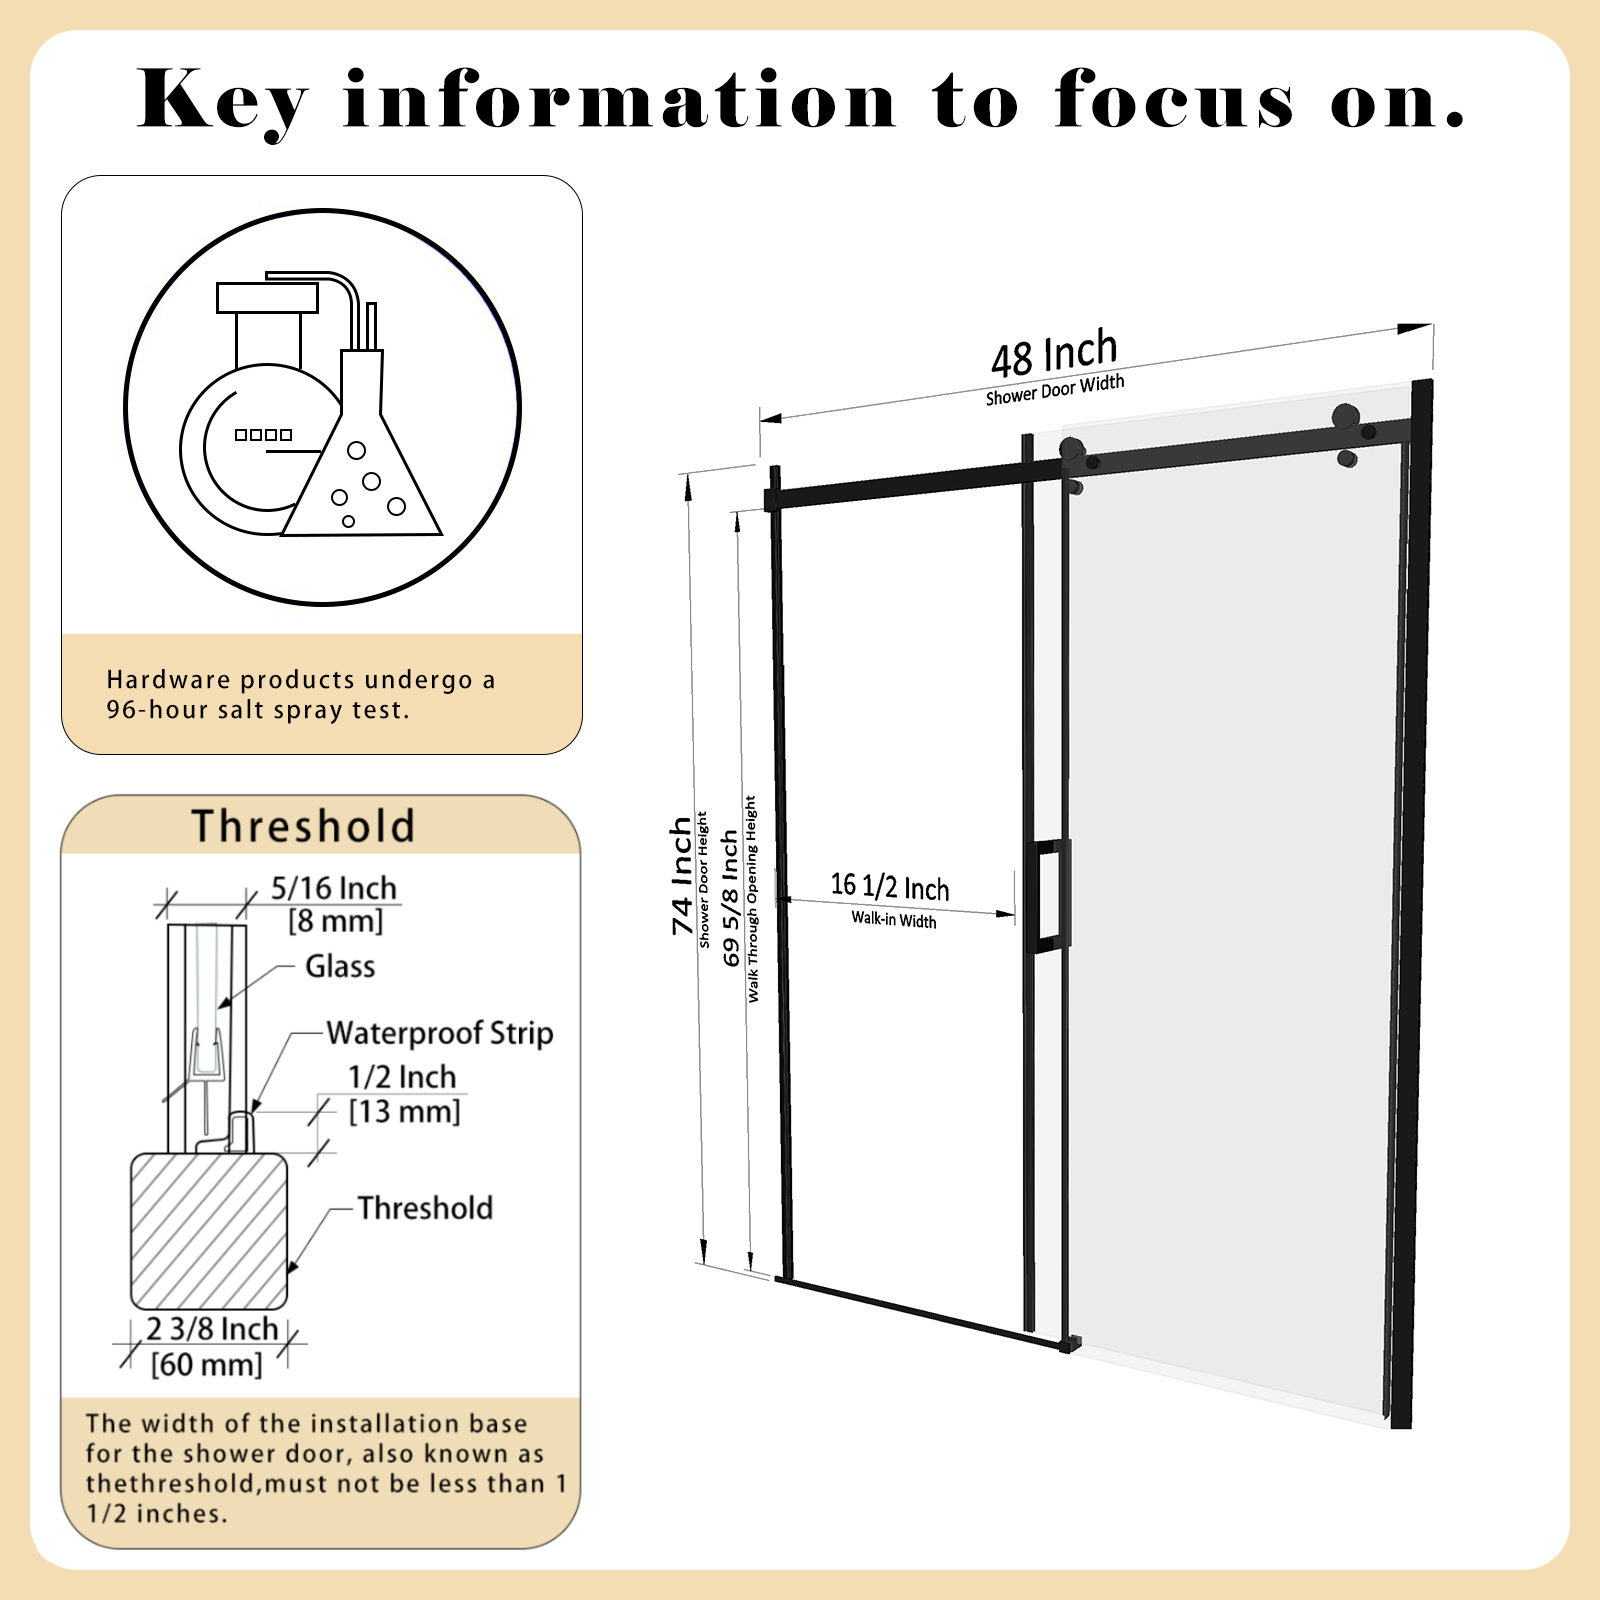 Key information to focus on.
Hardware products undergo a
96-hour salt spray test.
Threshold
5/16 Inch
[8 mm]
Glass
Waterproof Strip
1/2 Inch
[13 mm]
Threshold
2 3/8 Inch
[60 mm]
The width of the installation base
for the shower door, also known as
thethreshold,must not be less than 1
1/2 inches.
48 Inch
Shower Door Width
74 Inch
Shower Door Height
69 5/8 Inch
Walk Through Opening Height
16 1/2 Inch
Walk-in Width